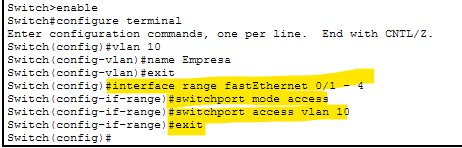 Switch>enable
Switch#configure terminal
Enter configuration commands, one per line.  End with CNTL/Z.
Switch(config)#vlan 10
Switch(config-vlan)#name Empresa
Switch(config-vlan)#exit
Switch(config)#interface range fastEthernet 0/1 - 4
Switch(config-if-range)#switchport mode access
Switch(config-if-range)#switchport access vlan 10
Switch(config-if-range)#exit
Switch(config)#